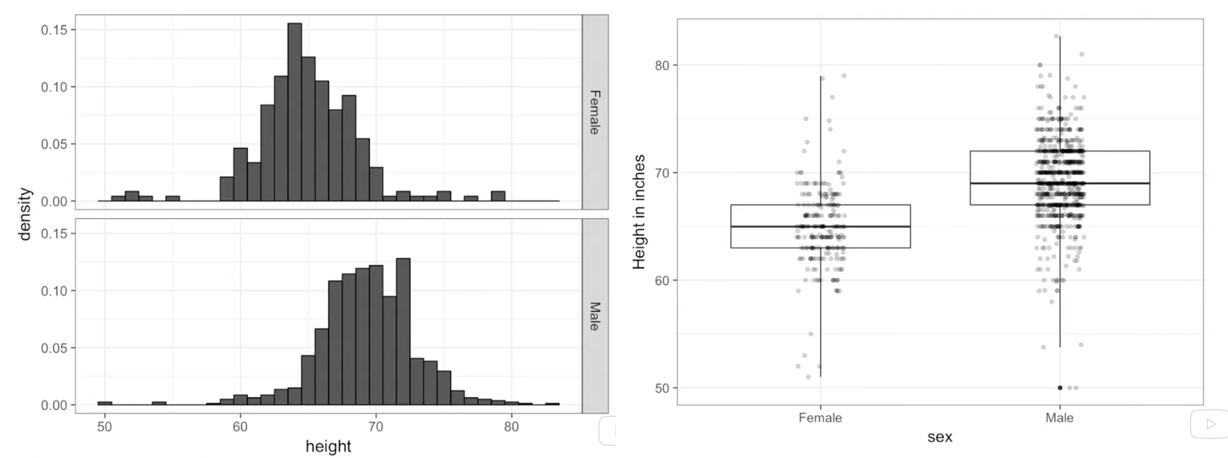 0.15
0.10
0.05
0.00
Female
density
0.15
0.10
0.05
0.00
Male
50 60 70 80
height
80
70
60
50
Height in inches
Female Male
sex